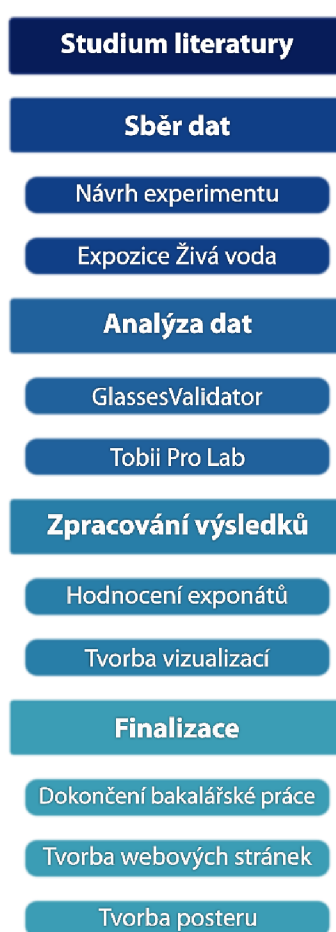 Studium literatury
Sběr dat
Návrh experimentu
Expozice Živá voda
Analýza dat
GlassesValidator
Tobii Pro Lab
Zpracování výsledků
Hodnocení exponátů
Tvorba vizualizací
Finalizace
Dokončení bakalářské práce
Tvorba webových stránek
Tvorba posteru